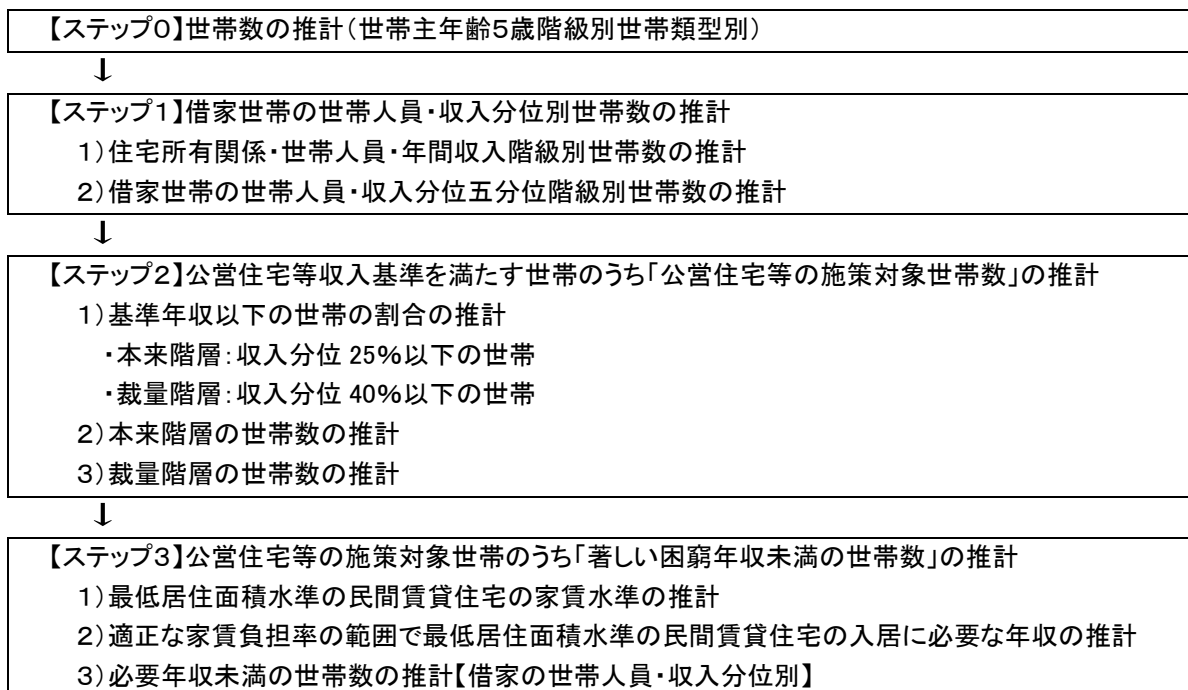 【ステップ０】世帯数の推計（世帯主年齢５歳階級別世帯類型別）
↓
【ステップ１】借家世帯の世帯人員・収入分位別世帯数の推計
１）住宅所有関係・世帯人員・年間収入階級別世帯数の推計
２）借家世帯の世帯人員・収入分位五分位階級別世帯数の推計
↓
【ステップ２】公営住宅等収入基準を満たす世帯のうち「公営住宅等の施策対象世帯数」の推計
１）基準年収以下の世帯の割合の推計
・本来階層：収入分位 25％以下の世帯
・裁量階層：収入分位 40％以下の世帯
２）本来階層の世帯数の推計
３）裁量階層の世帯数の推計
↓
【ステップ３】公営住宅等の施策対象世帯のうち「著しい困窮年収未満の世帯数」の推計
１）最低居住面積水準の民間賃貸住宅の家賃水準の推計
２）適正な家賃負担率の範囲で最低居住面積水準の民間賃貸住宅の入居に必要な年収の推計
３）必要年収未満の世帯数の推計【借家の世帯人員・収入分位別】